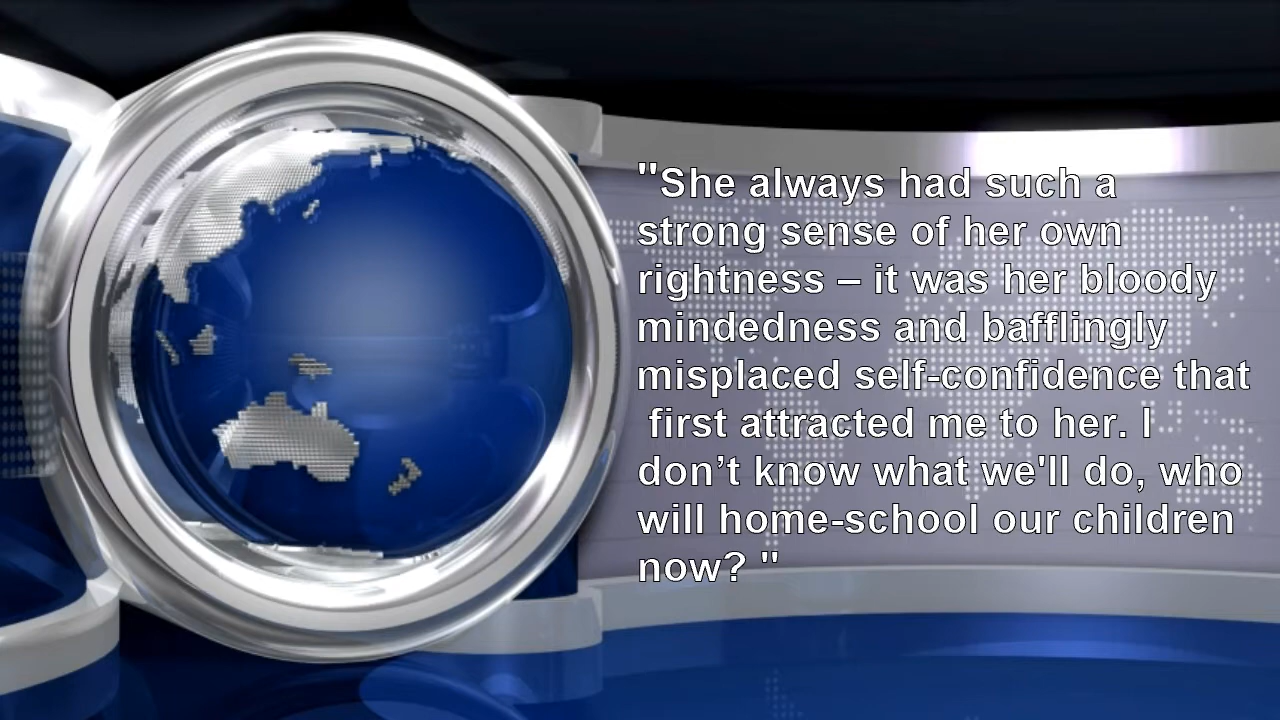 "She always had such a
strong sense of her own
rightness – it was her bloody
mindedness and bafflingly
misplaced self-confidence that
first attracted me to her. I
don’t know what we'll do, who
will home-school our children
now? "